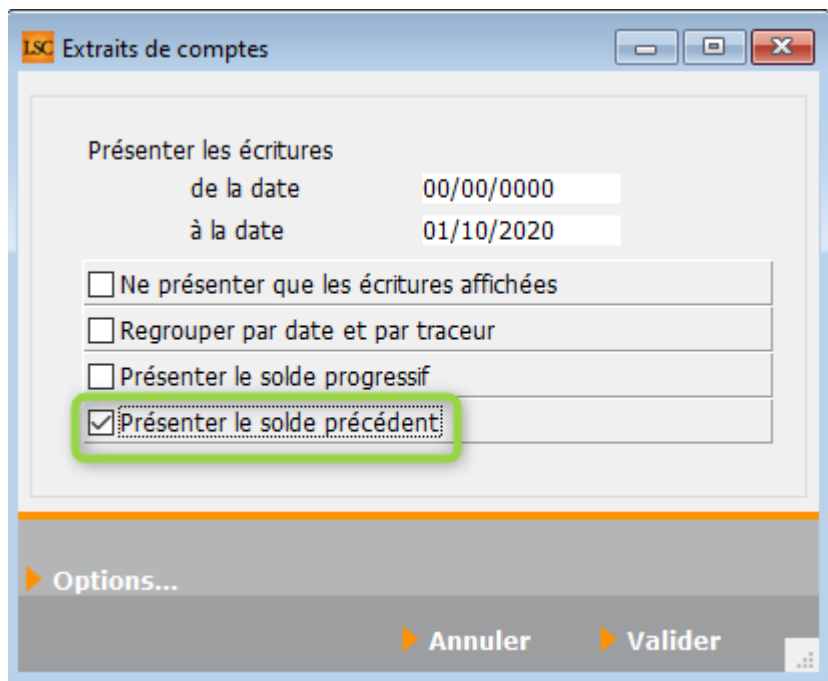 LSC Extraits de comptes
Présenter les écritures
de la date 00/00/0000
à la date 01/10/2020
Ne présenter que les écritures affichées
Regrouper par date et par traceur
Présenter le solde progressif
Présenter le solde précédent
Options...
Annuler Valider